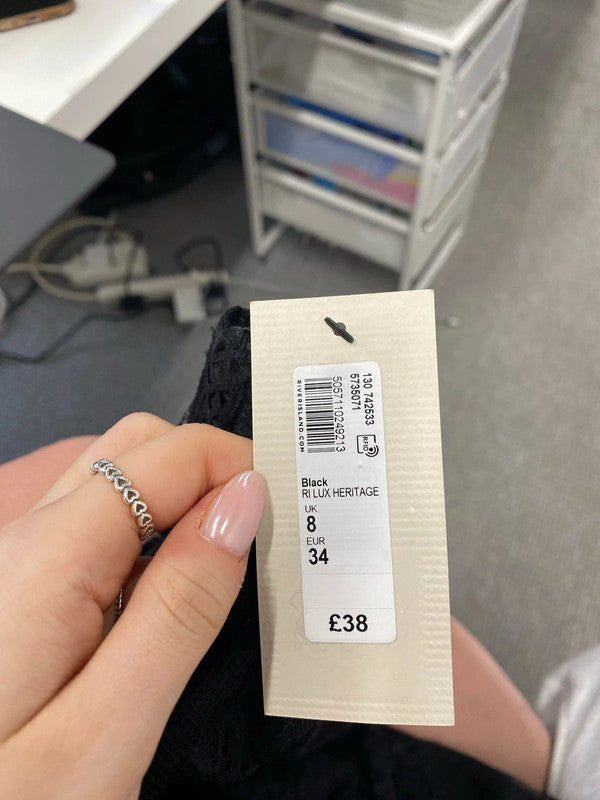 130 742533
5735071
RFID
5057110249213
RIVERISLAND.COM
Black
RI LUX HERITAGE
UK
8
EUR
34
£38